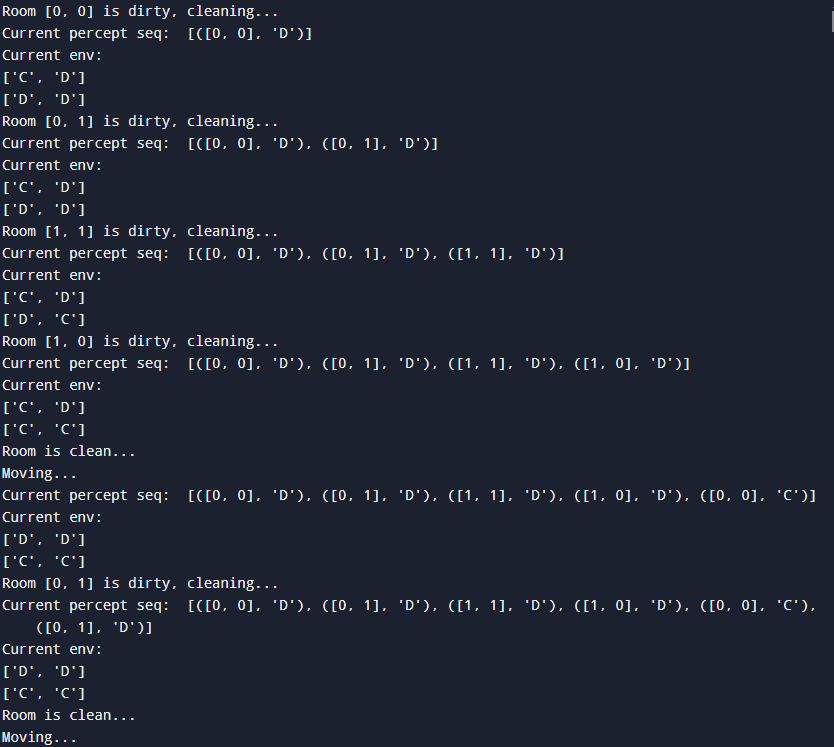 Room [0, 0] is dirty, cleaning...
Current percept seq:  [([0, 0], 'D')]
Current env:
['C', 'D']
['D', 'D']
Room [0, 1] is dirty, cleaning...
Current percept seq:  [([0, 0], 'D'), ([0, 1], 'D')]
Current env:
['C', 'D']
['D', 'D']
Room [1, 1] is dirty, cleaning...
Current percept seq:  [([0, 0], 'D'), ([0, 1], 'D'), ([1, 1], 'D')]
Current env:
['C', 'D']
['D', 'C']
Room [1, 0] is dirty, cleaning...
Current percept seq:  [([0, 0], 'D'), ([0, 1], 'D'), ([1, 1], 'D'), ([1, 0], 'D')]
Current env:
['C', 'D']
['C', 'C']
Room is clean...
Moving...
Current percept seq:  [([0, 0], 'D'), ([0, 1], 'D'), ([1, 1], 'D'), ([1, 0], 'D'), ([0, 0], 'C')]
Current env:
['D', 'D']
['C', 'C']
Room [0, 1] is dirty, cleaning...
Current percept seq:  [([0, 0], 'D'), ([0, 1], 'D'), ([1, 1], 'D'), ([1, 0], 'D'), ([0, 0], 'C'),
([0, 1], 'D')]
Current env:
['D', 'D']
['C', 'C']
Room is clean...
Moving...